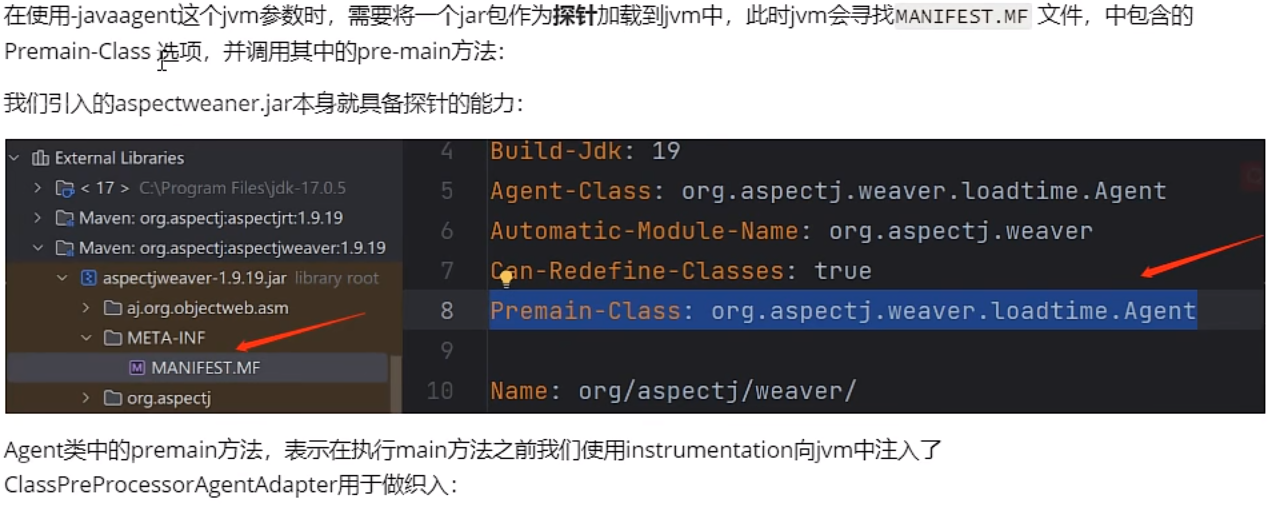 在使用-javaagent这个jvm参数时，需要将一个jar包作为探针加载到jvm中，此时jvm会寻找MANIFEST.MF 文件，中包含的
Premain-Class 选项，并调用其中的pre-main方法：
我们引入的aspectweaner.jar本身就具备探针的能力：
External Libraries
< 17 > C:\Program Files\jdk-17.0.5
Maven: org.aspectj:aspectjrt:1.9.19
Maven: org.aspectj:aspectjweaver:1.9.19
aspectjweaver-1.9.19.jar library root
aj.org.objectweb.asm
META-INF
MANIFEST.MF
org.aspectj
4 Build-Jdk: 19
5 Agent-Class: org.aspectj.weaver.loadtime.Agent
6 Automatic-Module-Name: org.aspectj.weaver
7 Can-Redefine-Classes: true
8 Premain-Class: org.aspectj.weaver.loadtime.Agent
9
10 Name: org/aspectj/weaver/
Agent类中的premain方法，表示在执行main方法之前我们使用instrumentation向jvm中注入了
ClassPreProcessorAgentAdapter用于做织入：